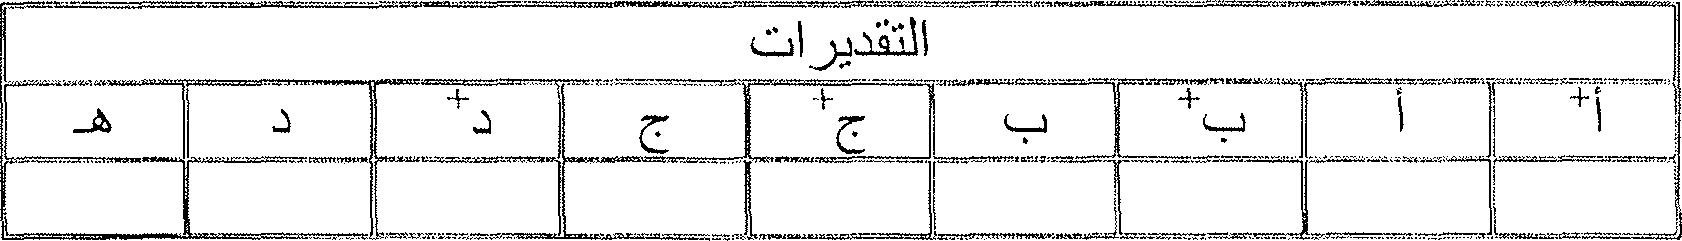 التقديرات
أ+ أ ب+ ب ج+ ج د+ د هـ